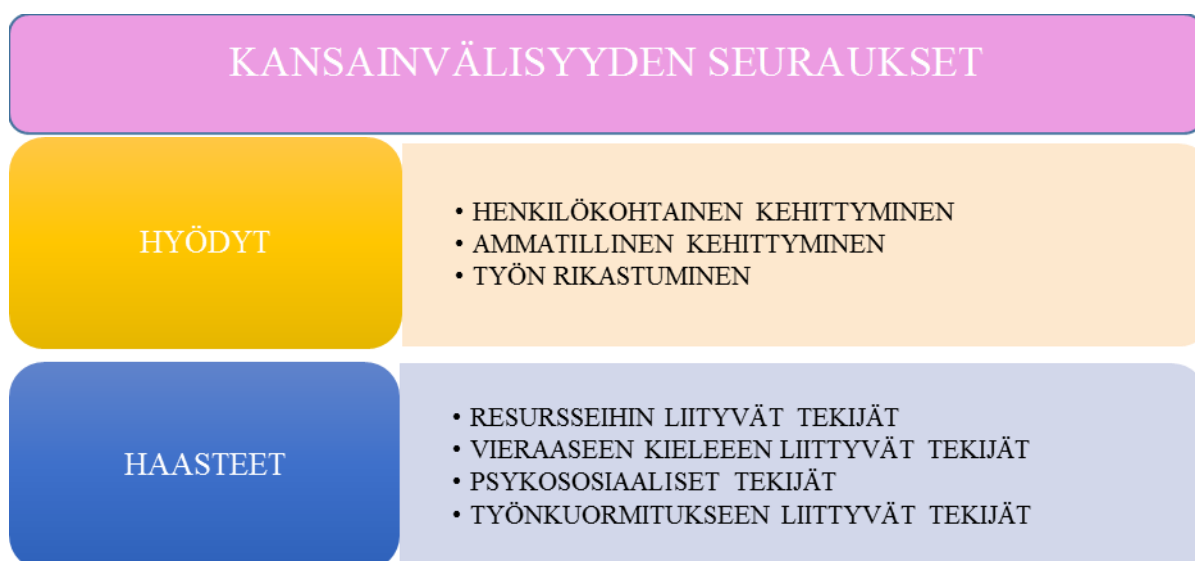 KANSAINVÄLISYYDEN SEURAUKSET
HYÖDYT
• HENKILÖKOHTAINEN KEHITTYMINEN
• AMMATILLINEN KEHITTYMINEN
• TYÖN RIKASTUMINEN
HAASTEET
• RESURSSEIHIN LIITYVÄT TEKIJÄT
• VIERAASEEN KIELEEEN LIITTYVÄT TEKIJÄT
• PSYKOSOSIAALISET TEKIJÄT
• TYÖNKUORMITUKSEEN LIITTYVÄT TEKIJÄT